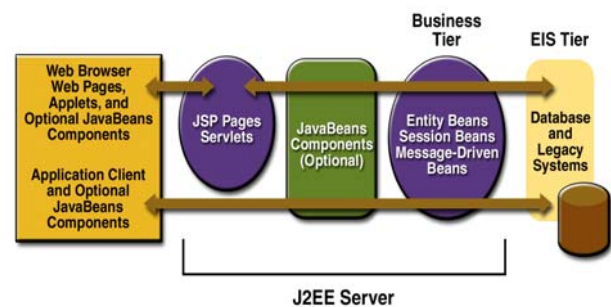 Business
Tier
EIS Tier
Web Browser
Web Pages,
Applets, and
Optional JavaBeans
Components
Application Client
and Optional
JavaBeans
Components
JSP Pages
Servlets
JavaBeans
Components
(Optional)
Entity Beans
Session Beans
Message-Driven
Beans
Database
and
Legacy
Systems
J2EE Server